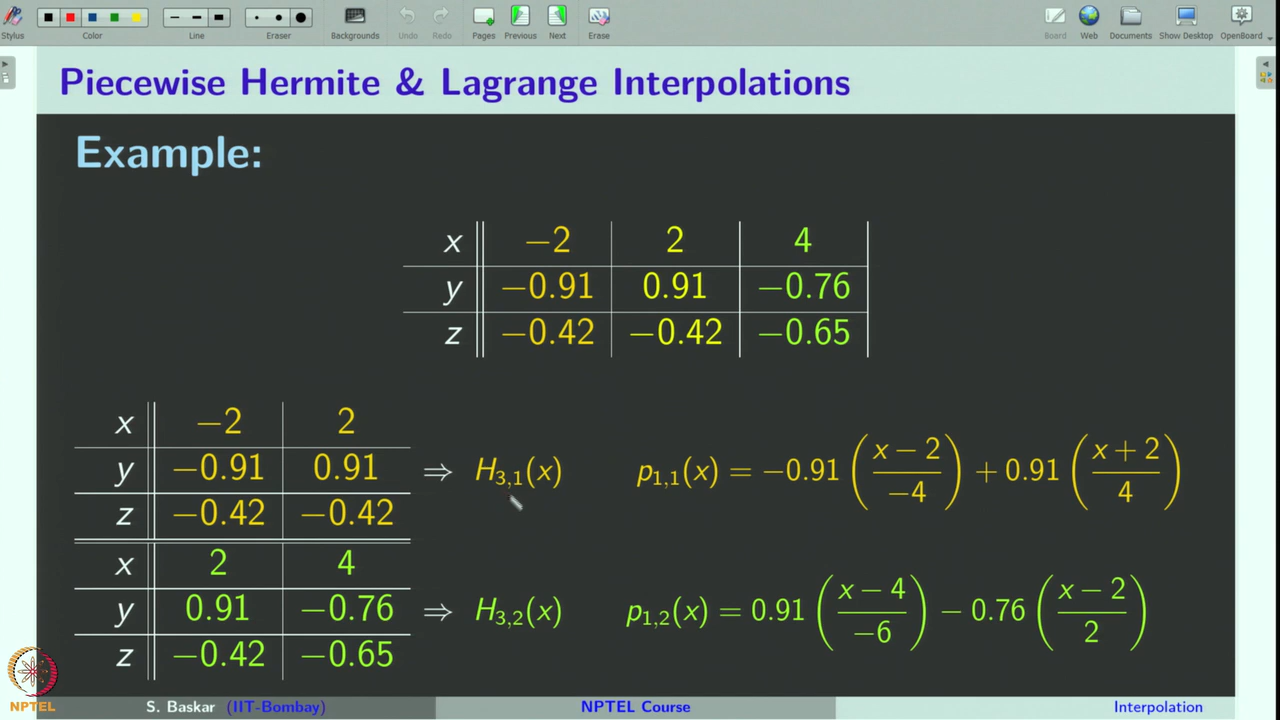 Stylus Color Line Eraser Backgrounds Undo Redo Pages Previous Next Erase Board Web Documents Show Desktop OpenBoard
Piecewise Hermite & Lagrange Interpolations
Example:
x −2 2 4
y −0.91 0.91 −0.76
z −0.42 −0.42 −0.65
x −2 2
y −0.91 0.91 ⇒ H₃,₁(x) p₁,₁(x) = −0.91 ((x − 2)/(−4)) + 0.91 ((x + 2)/4)
z −0.42 −0.42
x 2 4
y 0.91 −0.76 ⇒ H₃,₂(x) p₁,₂(x) = 0.91 ((x − 4)/(−6)) − 0.76 ((x − 2)/2)
z −0.42 −0.65
NPTEL
S. Baskar (IIT-Bombay) NPTEL Course Interpolation